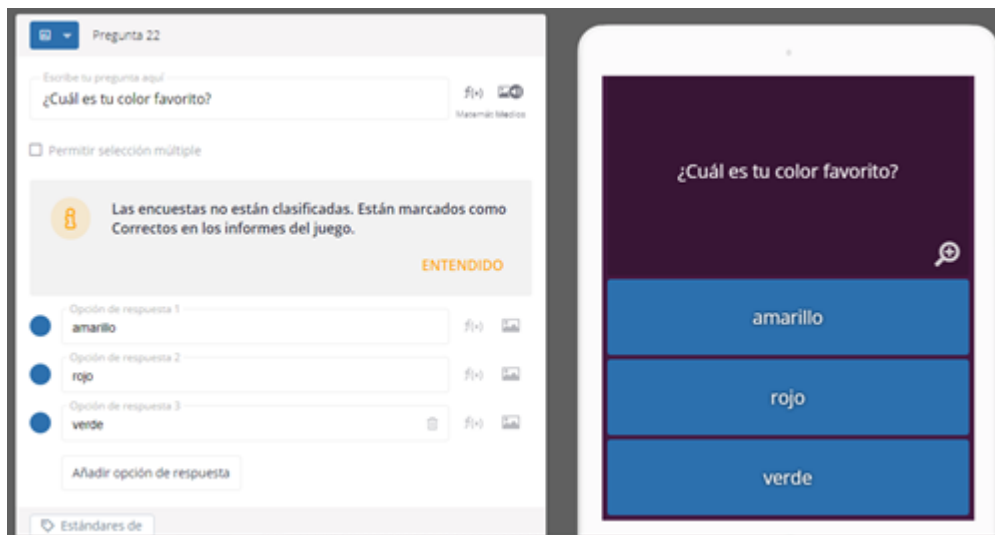 Pregunta 22
Escribe tu pregunta aquí
¿Cuál es tu color favorito?
f(×)
Matemát Medios
Permitir selección múltiple
Las encuestas no están clasificadas. Están marcados como
Correctos en los informes del juego.
ENTENDIDO
Opción de respuesta 1
amarillo
f(×)
Opción de respuesta 2
rojo
f(×)
Opción de respuesta 3
verde
f(×)
Añadir opción de respuesta
Estándares de
¿Cuál es tu color favorito?
amarillo
rojo
verde